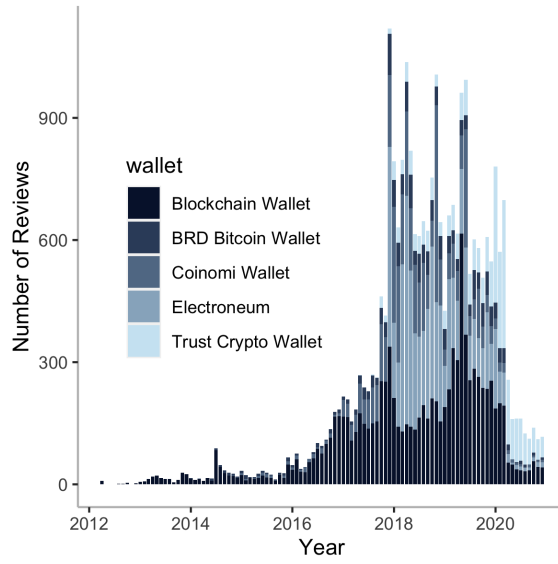 900
600
300
0
Number of Reviews
wallet
Blockchain Wallet
BRD Bitcoin Wallet
Coinomi Wallet
Electroneum
Trust Crypto Wallet
2012 2014 2016 2018 2020
Year